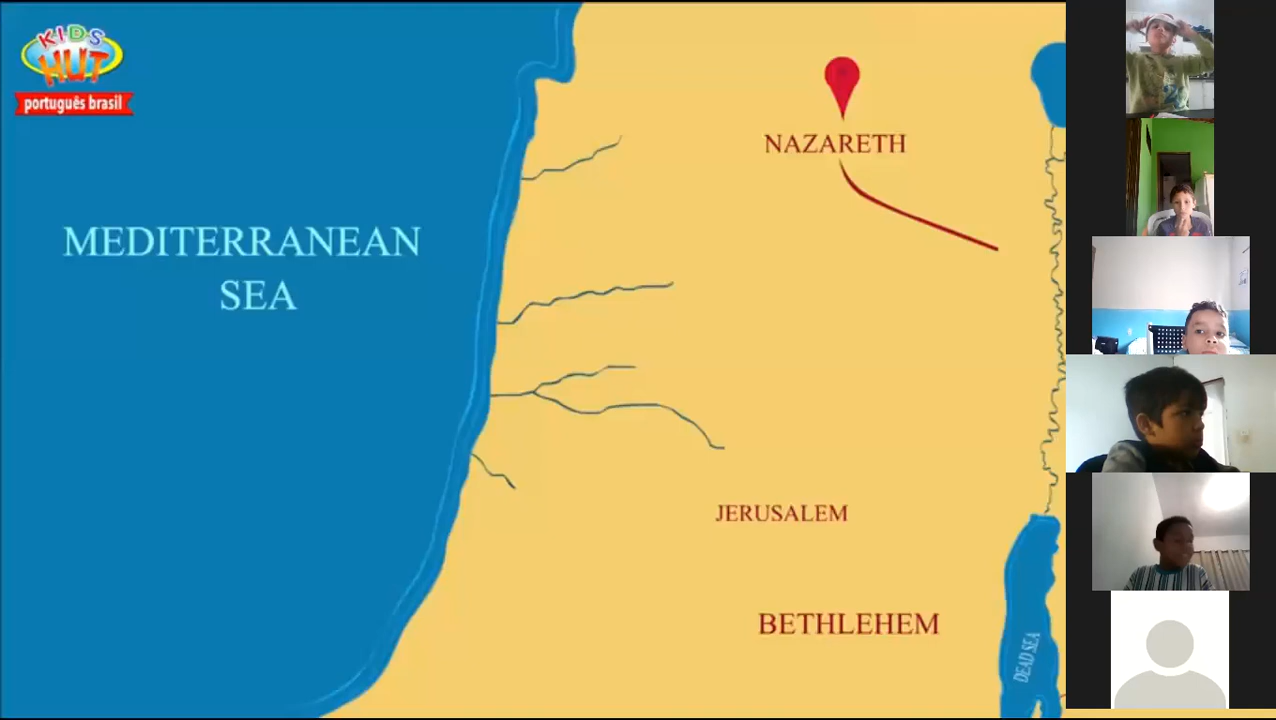 KIDS
HUT
português brasil
NAZARETH
MEDITERRANEAN
SEA
JERUSALEM
BETHLEHEM
DEAD SEA